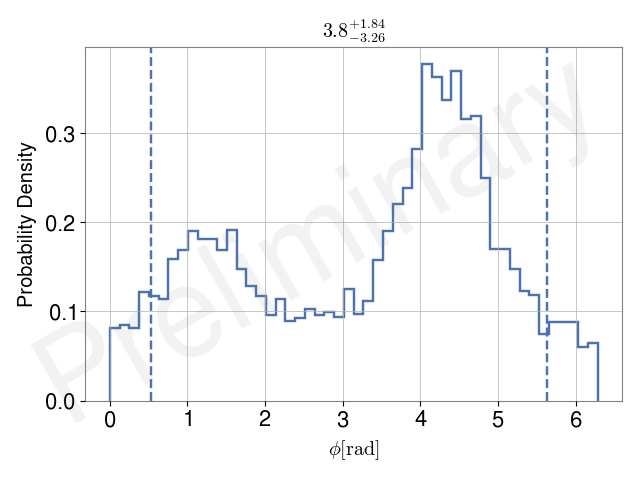 3.8^{+1.84}_{-3.26}
Probability Density
0.3
0.2
0.1
0.0
0 1 2 3 4 5 6
ϕ[rad]
Preliminary